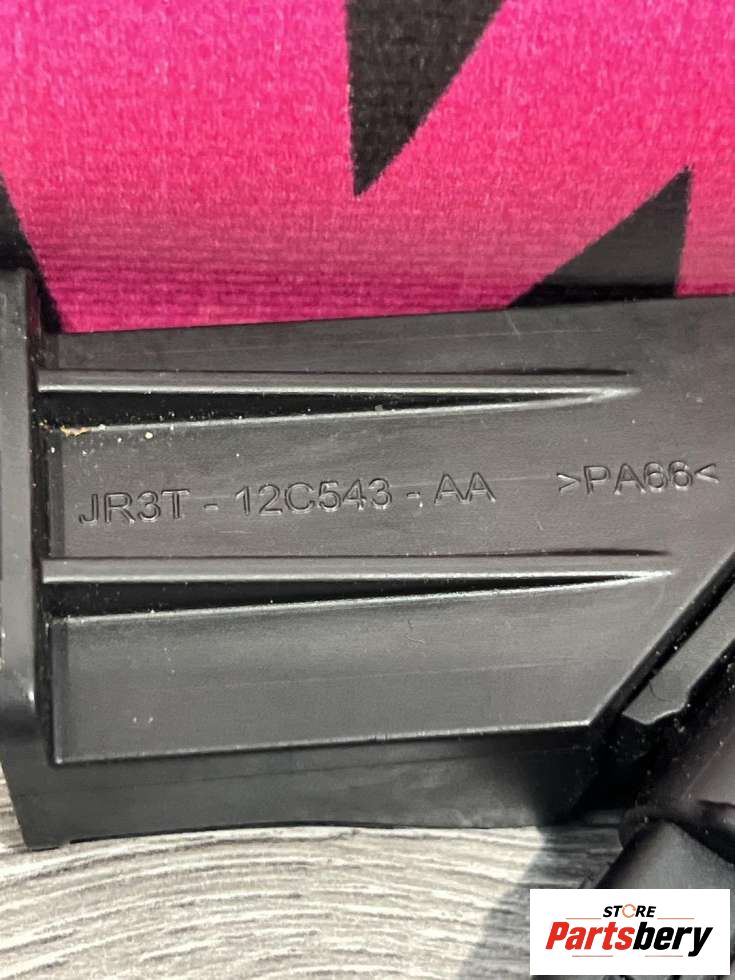 JR3T - 12C543 - AA >PA66<
STORE
Partsbery